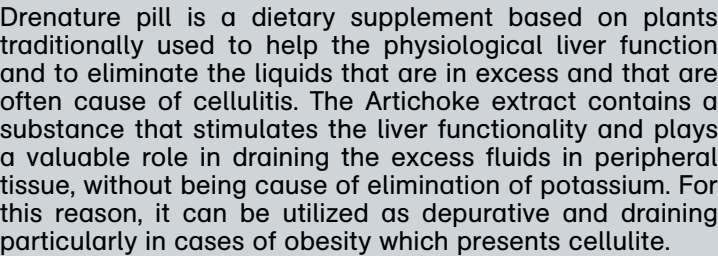 Drenature pill is a dietary supplement based on plants
traditionally used to help the physiological liver function
and to eliminate the liquids that are in excess and that are
often cause of cellulitis. The Artichoke extract contains a
substance that stimulates the liver functionality and plays
a valuable role in draining the excess fluids in peripheral
tissue, without being cause of elimination of potassium. For
this reason, it can be utilized as depurative and draining
particularly in cases of obesity which presents cellulite.